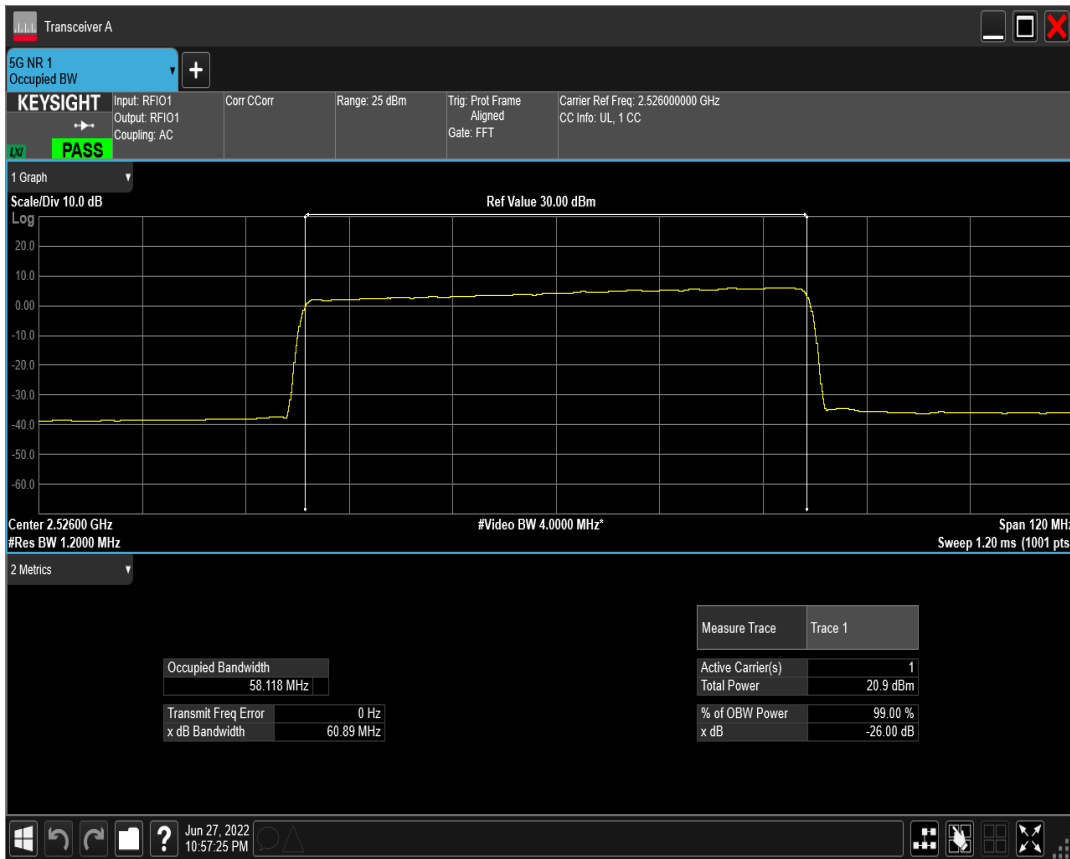 Transceiver A
5G NR 1
Occupied BW
KEYSIGHT
LXI
PASS
Input: RFIO1
Output: RFIO1
Coupling: AC
Corr CCorr
Range: 25 dBm
Trig: Prot Frame
Aligned
Gate: FFT
Carrier Ref Freq: 2.526000000 GHz
CC Info: UL, 1 CC
1 Graph
Scale/Div 10.0 dB
Ref Value 30.00 dBm
Log
20.0
10.0
0.00
-10.0
-20.0
-30.0
-40.0
-50.0
-60.0
Center 2.52600 GHz
#Video BW 4.0000 MHz*
Span 120 MHz
#Res BW 1.2000 MHz
Sweep 1.20 ms (1001 pts
2 Metrics
Measure Trace Trace 1
Occupied Bandwidth
58.118 MHz
Active Carrier(s) 1
Total Power 20.9 dBm
Transmit Freq Error 0 Hz
x dB Bandwidth 60.89 MHz
% of OBW Power 99.00 %
x dB -26.00 dB
?
Jun 27, 2022
10:57:25 PM